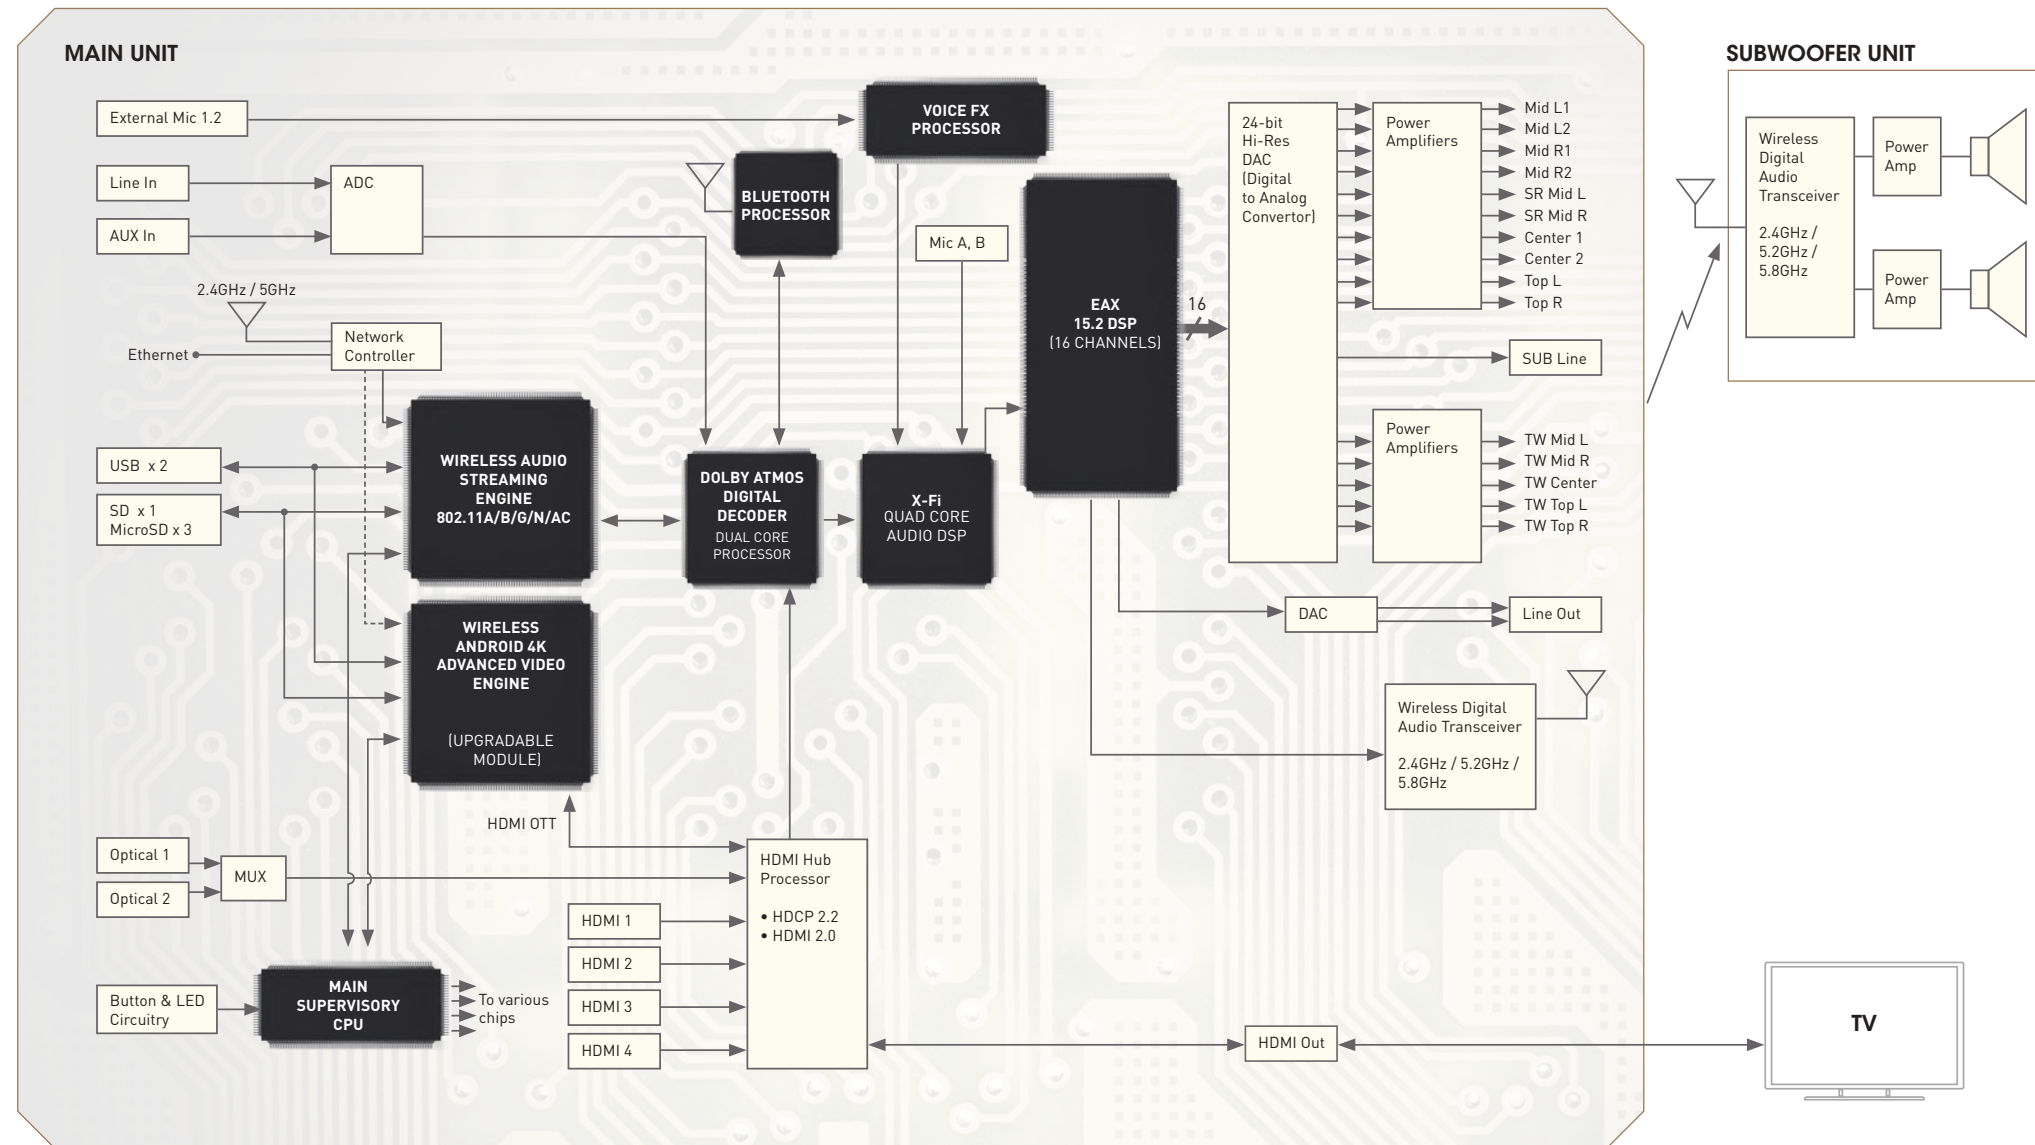 MAIN UNIT
SUBWOOFER UNIT
External Mic 1.2
VOICE FX
PROCESSOR
Line In
ADC
AUX In
BLUETOOTH
PROCESSOR
Mic A, B
2.4GHz / 5GHz
Network
Controller
Ethernet
EAX
15.2 DSP
(16 CHANNELS)
16
24-bit
Hi-Res
DAC
(Digital
to Analog
Convertor)
Power
Amplifiers
Mid L1
Mid L2
Mid R1
Mid R2
SR Mid L
SR Mid R
Center 1
Center 2
Top L
Top R
SUB Line
Power
Amplifiers
TW Mid L
TW Mid R
TW Center
TW Top L
TW Top R
Wireless
Digital
Audio
Transceiver
2.4GHz /
5.2GHz /
5.8GHz
Power
Amp
Power
Amp
USB x 2
SD x 1
MicroSD x 3
WIRELESS AUDIO
STREAMING
ENGINE
802.11A/B/G/N/AC
DOLBY ATMOS
DIGITAL
DECODER
DUAL CORE
PROCESSOR
X-Fi
QUAD CORE
AUDIO DSP
WIRELESS
ANDROID 4K
ADVANCED VIDEO
ENGINE
(UPGRADABLE
MODULE)
DAC
Line Out
Wireless Digital
Audio Transceiver
2.4GHz / 5.2GHz /
5.8GHz
HDMI OTT
Optical 1
Optical 2
MUX
HDMI Hub
Processor
• HDCP 2.2
• HDMI 2.0
HDMI 1
HDMI 2
HDMI 3
HDMI 4
Button & LED
Circuitry
MAIN
SUPERVISORY
CPU
To various
chips
HDMI Out
TV